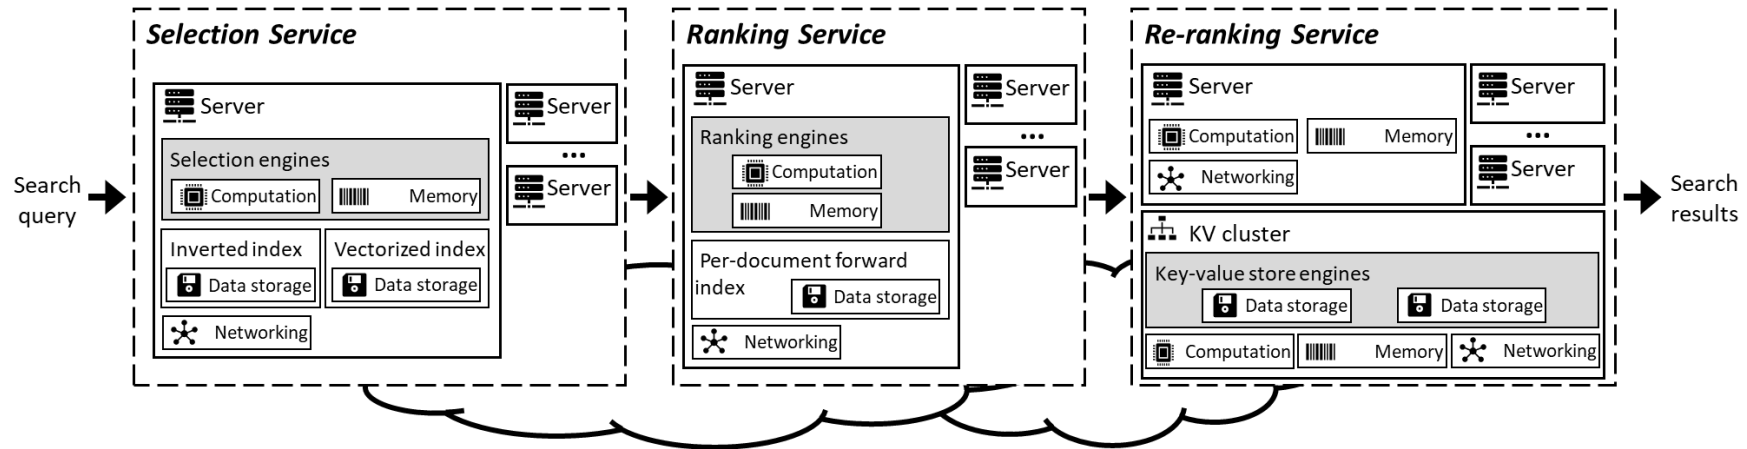 Search
query
Selection Service
Server
Selection engines
Computation
Memory
Inverted index
Data storage
Vectorized index
Data storage
Networking
Server
...
Server
Ranking Service
Server
Ranking engines
Computation
Memory
Per-document forward
index
Data storage
Networking
Server
...
Server
Re-ranking Service
Server
Computation
Memory
Networking
Server
...
Server
KV cluster
Key-value store engines
Data storage
Data storage
Computation
Memory
Networking
Search
results